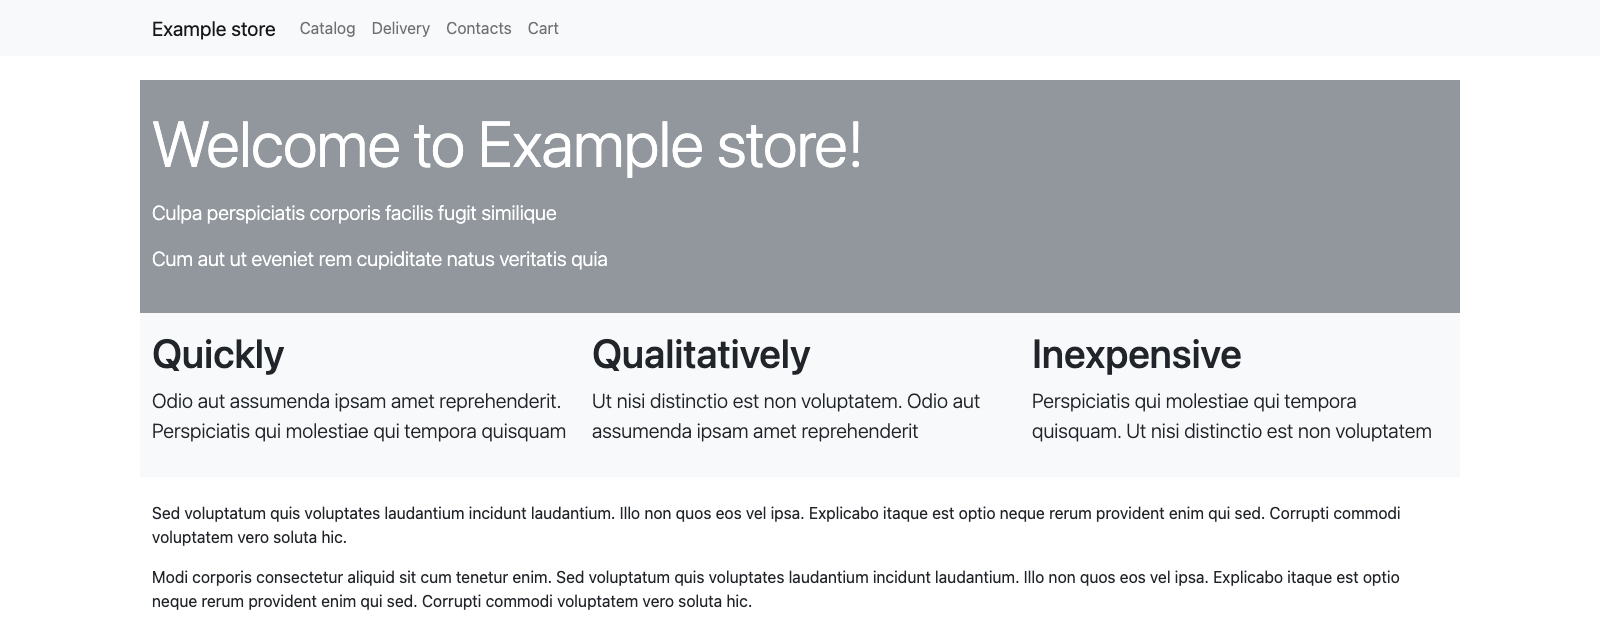 Example store Catalog Delivery Contacts Cart
Welcome to Example store!
Culpa perspiciatis corporis facilis fugit similique
Cum aut ut eveniet rem cupiditate natus veritatis quia
Quickly
Odio aut assumenda ipsam amet reprehenderit.
Perspiciatis qui molestiae qui tempora quisquam
Qualitatively
Ut nisi distinctio est non voluptatem. Odio aut
assumenda ipsam amet reprehenderit
Inexpensive
Perspiciatis qui molestiae qui tempora
quisquam. Ut nisi distinctio est non voluptatem
Sed voluptatum quis voluptates laudantium incidunt laudantium. Illo non quos eos vel ipsa. Explicabo itaque est optio neque rerum provident enim qui sed. Corrupti commodi
voluptatem vero soluta hic.
Modi corporis consectetur aliquid sit cum tenetur enim. Sed voluptatum quis voluptates laudantium incidunt laudantium. Illo non quos eos vel ipsa. Explicabo itaque est optio
neque rerum provident enim qui sed. Corrupti commodi voluptatem vero soluta hic.